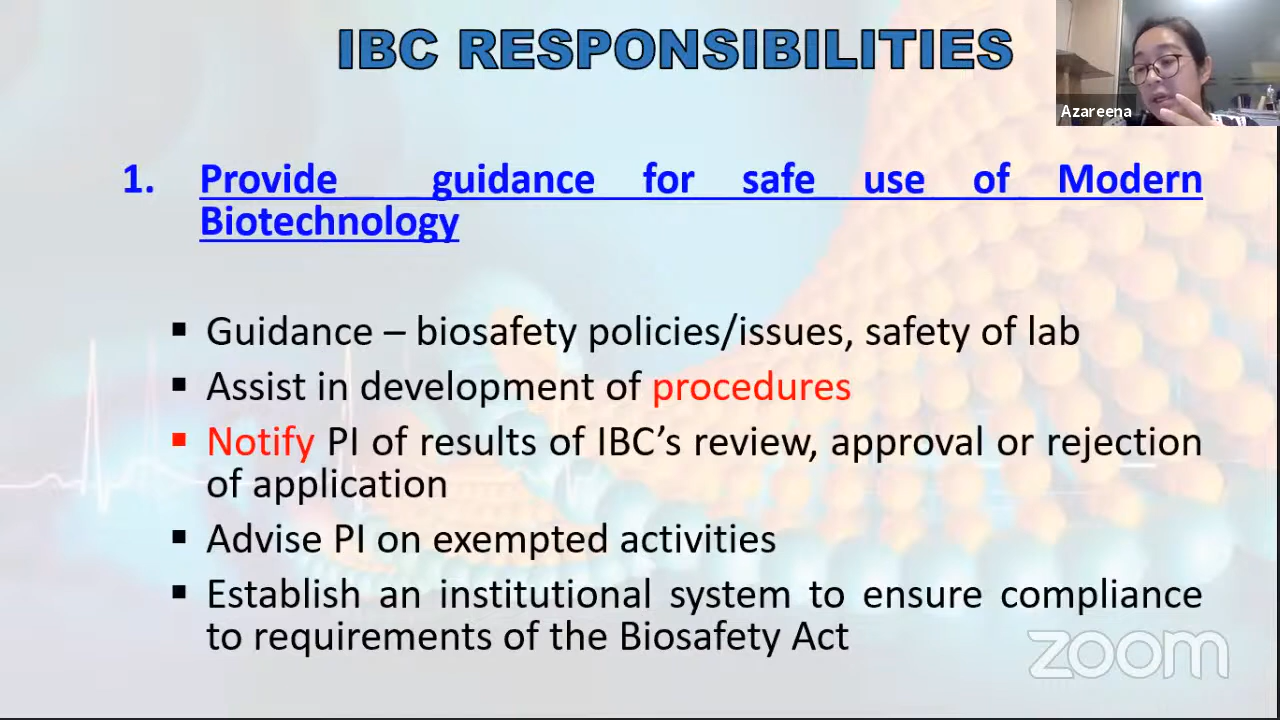 IBC RESPONSIBILITIES
Azareena
1. Provide guidance for safe use of Modern
Biotechnology
▪ Guidance – biosafety policies/issues, safety of lab
▪ Assist in development of procedures
▪ Notify PI of results of IBC’s review, approval or rejection
of application
▪ Advise PI on exempted activities
▪ Establish an institutional system to ensure compliance
to requirements of the Biosafety Act
zoom